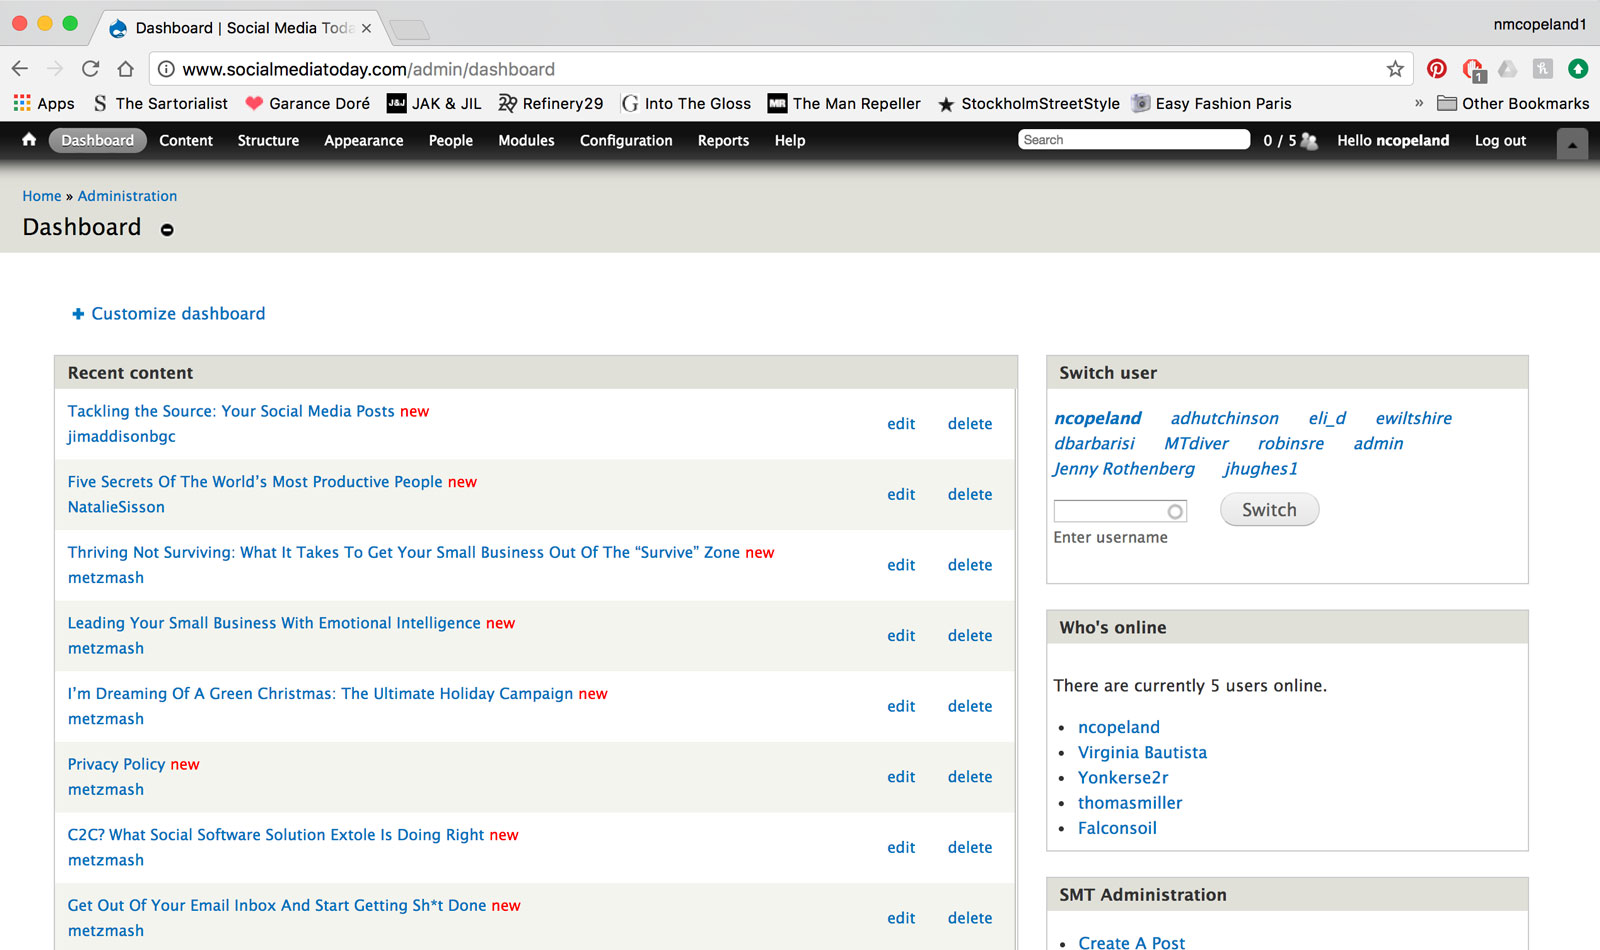 Dashboard | Social Media Toda
nmcopeland1
www.socialmediatoday.com/admin/dashboard
1
Apps
S The Sartorialist
Garance Doré
J&J JAK & JIL
Refinery29
G Into The Gloss
MR The Man Repeller
StockholmStreetStyle
Easy Fashion Paris
»
Other Bookmarks
Dashboard Content Structure Appearance People Modules Configuration Reports Help
Search
0 / 5
Hello ncopeland
Log out
Home » Administration
Dashboard
Customize dashboard
Recent content
Tackling the Source: Your Social Media Posts new
jimaddisonbgc
edit delete
Five Secrets Of The World’s Most Productive People new
NatalieSisson
edit delete
Thriving Not Surviving: What It Takes To Get Your Small Business Out Of The “Survive” Zone new
metzmash
edit delete
Leading Your Small Business With Emotional Intelligence new
metzmash
edit delete
I’m Dreaming Of A Green Christmas: The Ultimate Holiday Campaign new
metzmash
edit delete
Privacy Policy new
metzmash
edit delete
C2C? What Social Software Solution Extole Is Doing Right new
metzmash
edit delete
Get Out Of Your Email Inbox And Start Getting Sh*t Done new
metzmash
edit delete
Switch user
ncopeland adhutchinson eli_d ewiltshire
dbarbarisi MTdiver robinsre admin
Jenny Rothenberg jhughes1
Switch
Enter username
Who's online
There are currently 5 users online.
• ncopeland
• Virginia Bautista
• Yonkerse2r
• thomasmiller
• Falconsoil
SMT Administration
• Create A Post